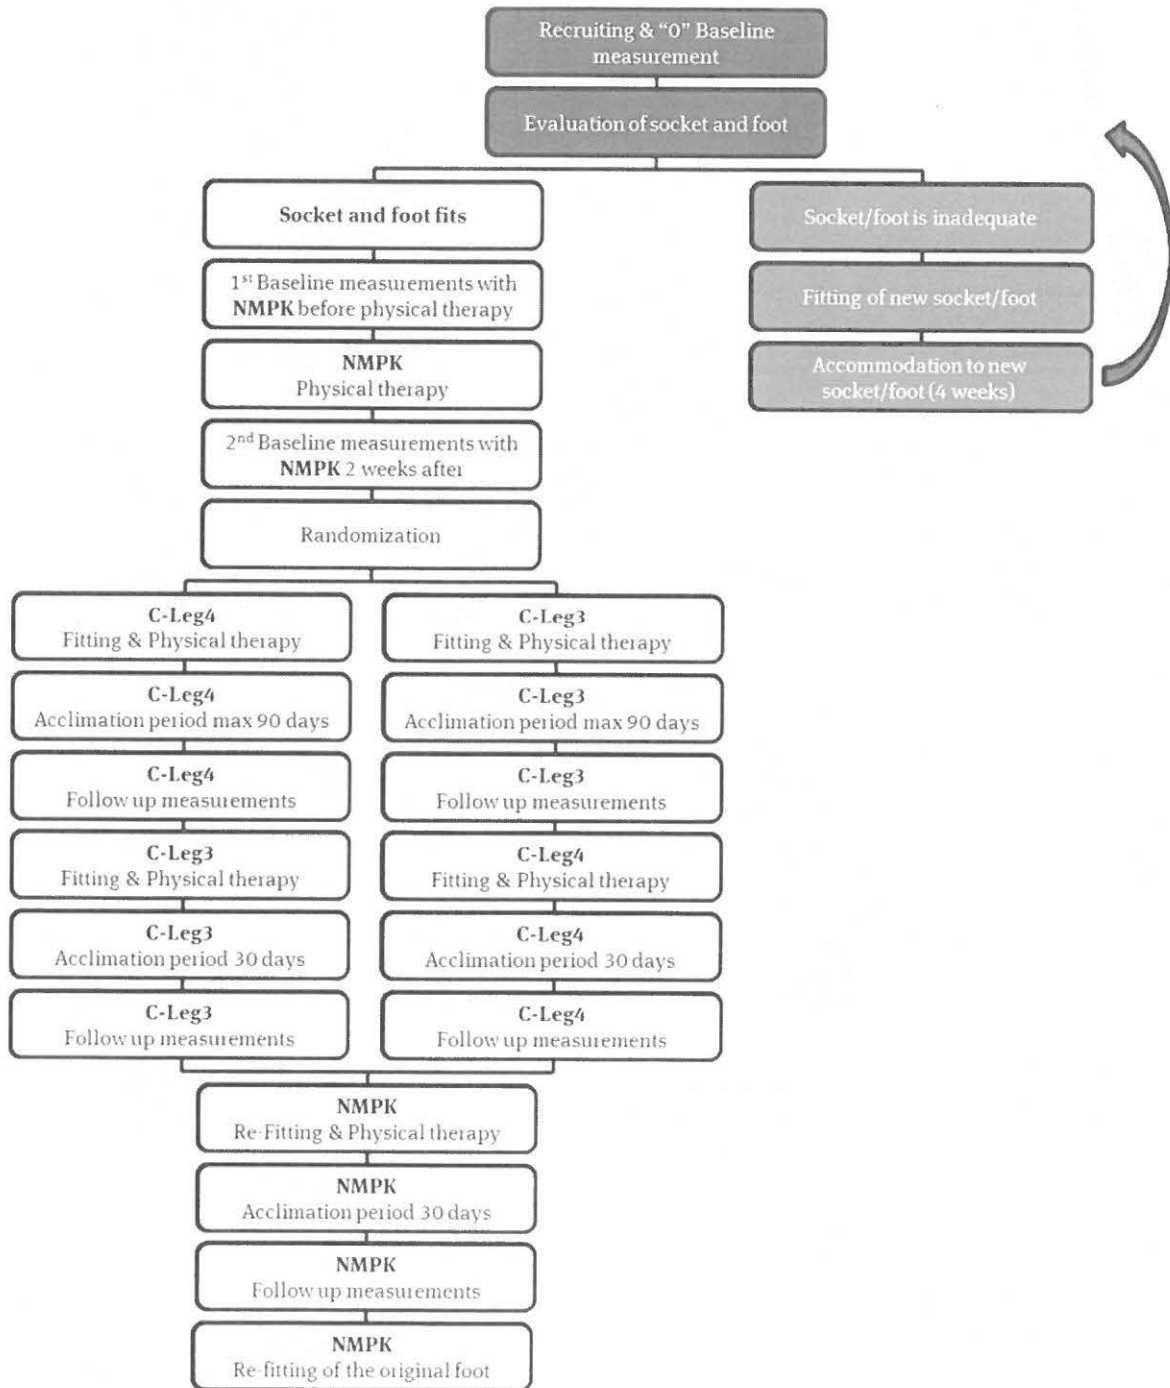 Recruiting & “0” Baseline
measurement
Evaluation of socket and foot
Socket and foot fits
1st Baseline measurements with
NMPK before physical therapy
NMPK
Physical therapy
2nd Baseline measurements with
NMPK 2 weeks after
Randomization
Socket/foot is inadequate
Fitting of new socket/foot
Accommodation to new
socket/foot (4 weeks)
C-Leg4
Fitting & Physical therapy
C-Leg4
Acclimation period max 90 days
C-Leg4
Follow up measurements
C-Leg3
Fitting & Physical therapy
C-Leg3
Acclimation period 30 days
C-Leg3
Follow up measurements
C-Leg3
Fitting & Physical therapy
C-Leg3
Acclimation period max 90 days
C-Leg3
Follow up measurements
C-Leg4
Fitting & Physical therapy
C-Leg4
Acclimation period 30 days
C-Leg4
Follow up measurements
NMPK
Re-Fitting & Physical therapy
NMPK
Acclimation period 30 days
NMPK
Follow up measurements
NMPK
Re-fitting of the original foot